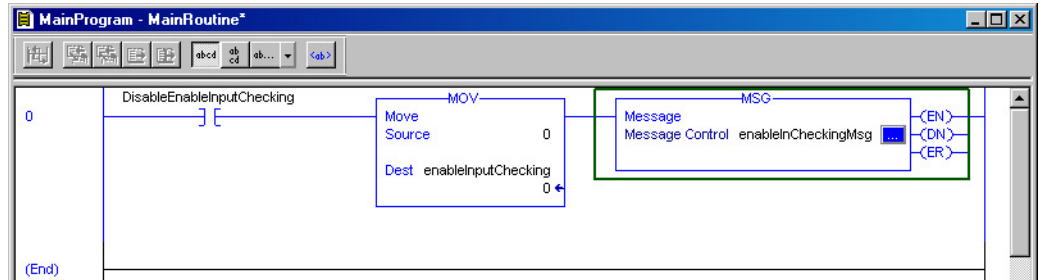 MainProgram - MainRoutine*
abcd
ab
cd
ab...
<ab>
0
DisableEnableInputChecking
MOV
Move
Source 0
Dest enableInputChecking
0
MSG
Message
Message Control enableInCheckingMsg ...
(EN)
(DN)
(ER)
(End)